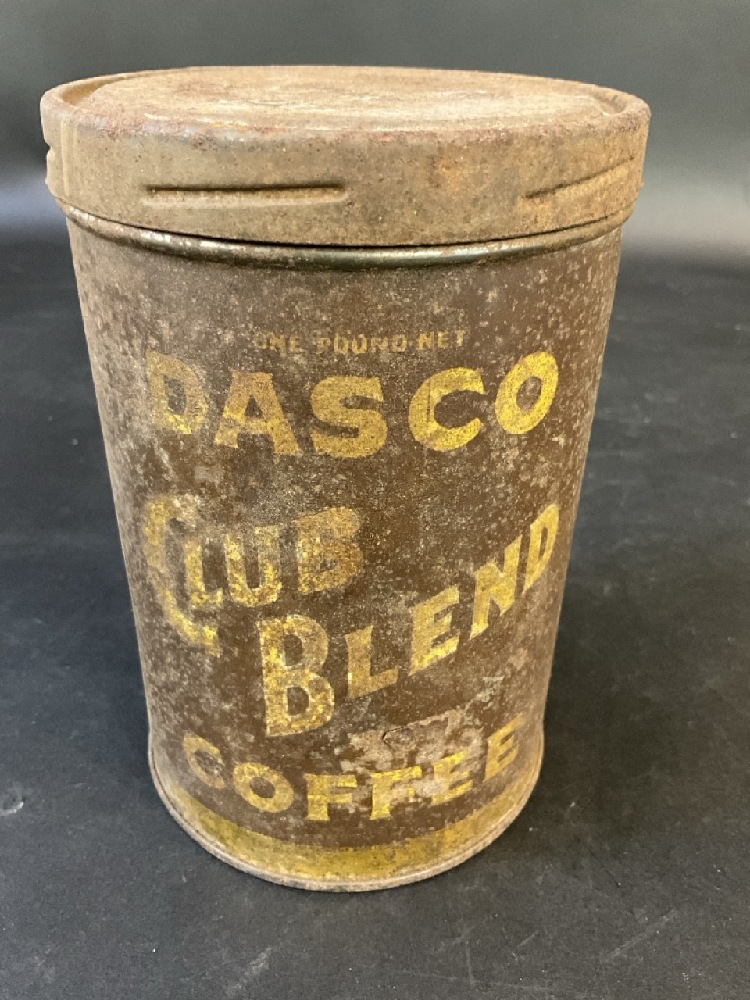 ONE POUND NET
DASCO
CLUB
BLEND
COFFEE